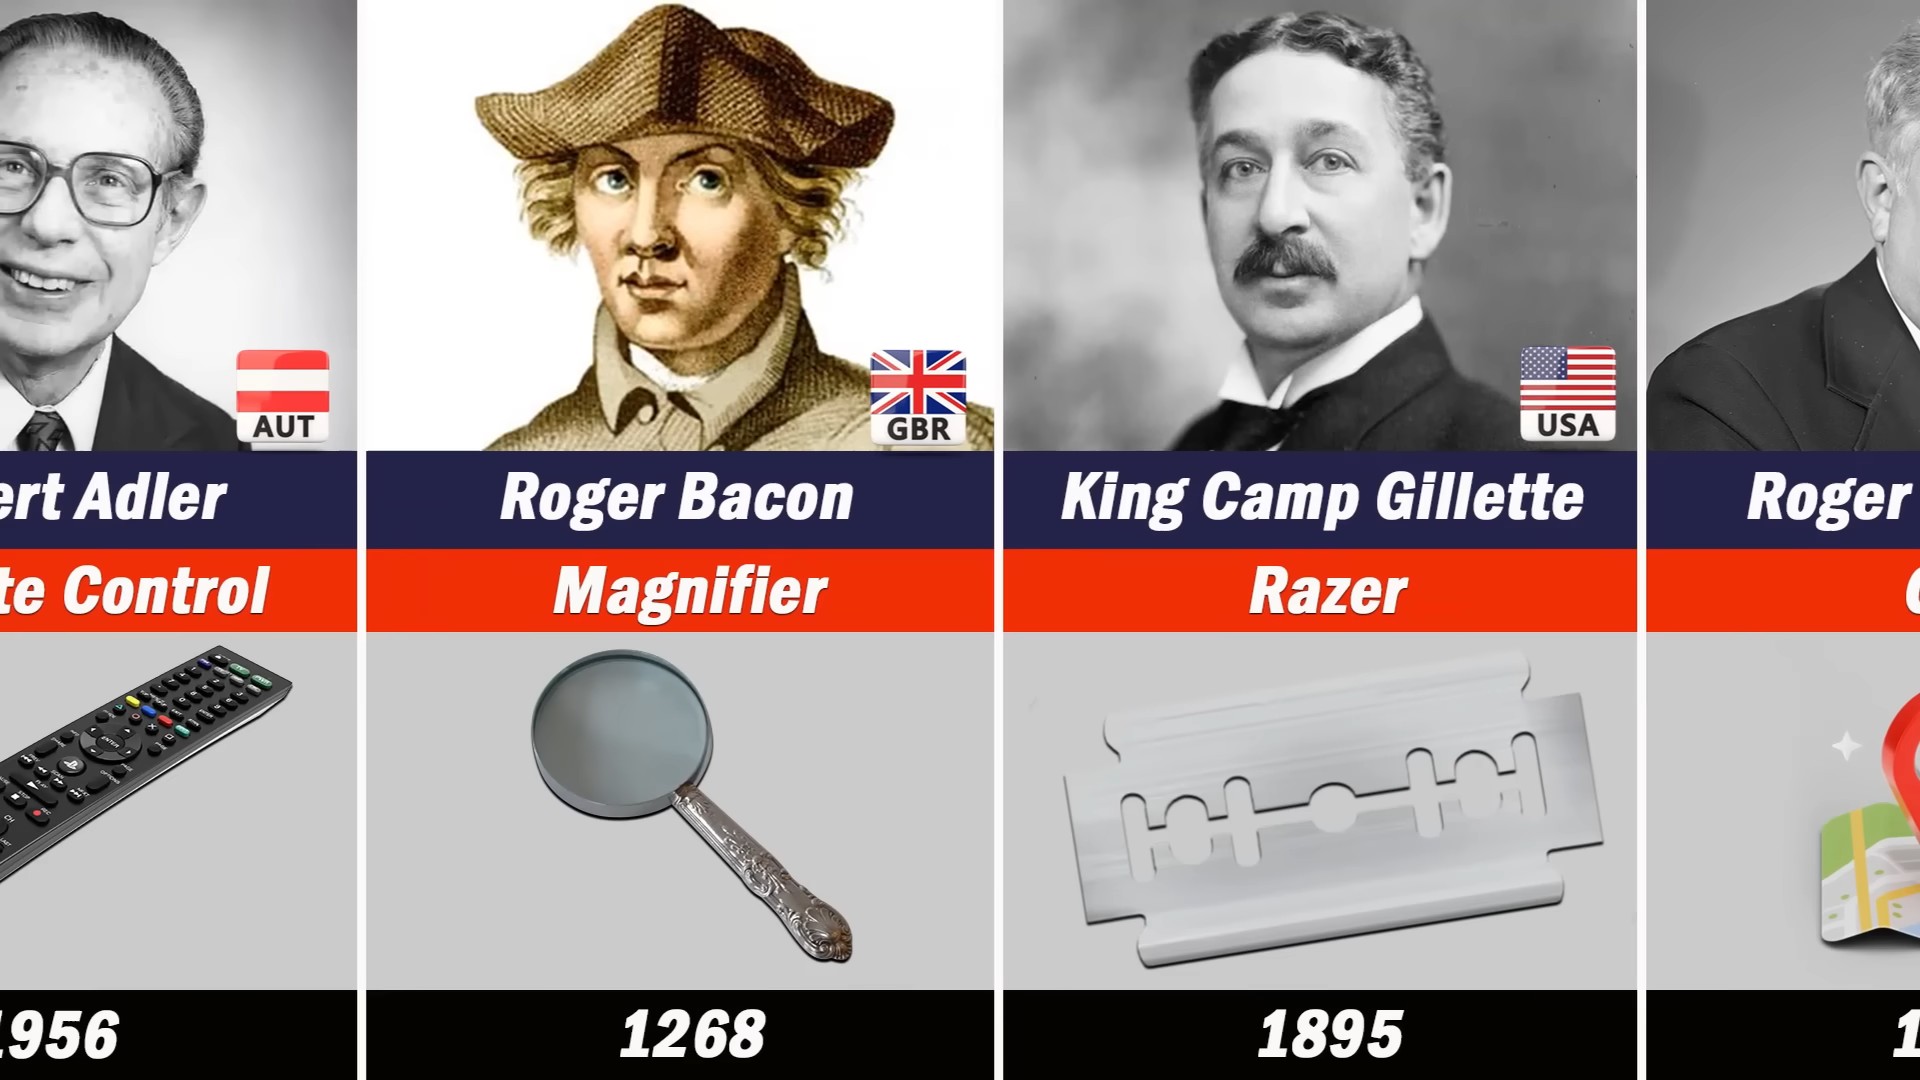 AUT
ert Adler
te Control
1956
GBR
Roger Bacon
Magnifier
1268
USA
King Camp Gillette
Razer
1895
Roger